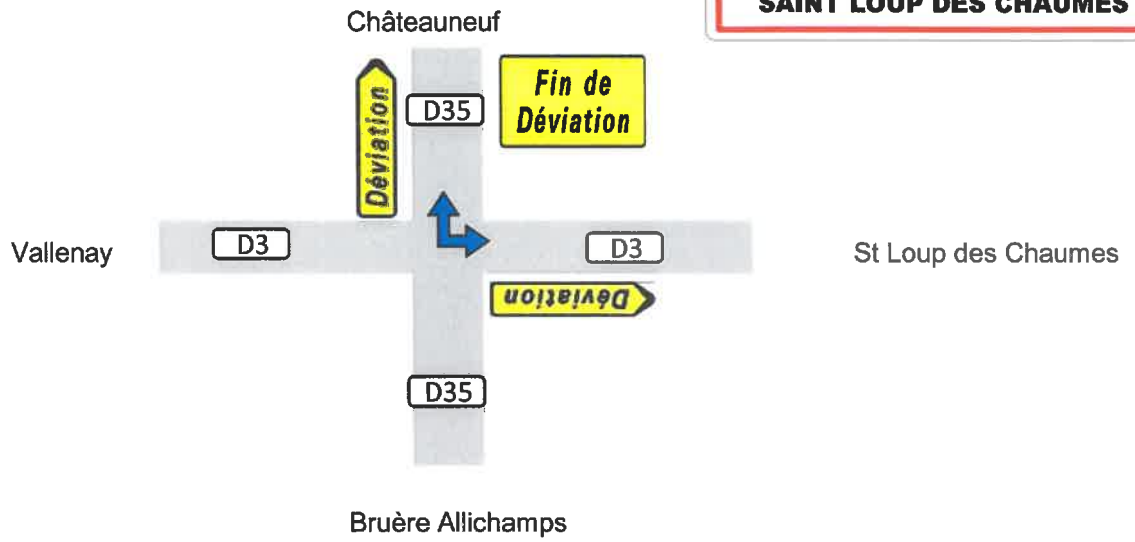 SAINT LOUP DES CHAUMES
Châteauneuf
Déviation
D35
Fin de
Déviation
Vallenay
D3
D3
St Loup des Chaumes
Déviation
D35
Bruère Allichamps